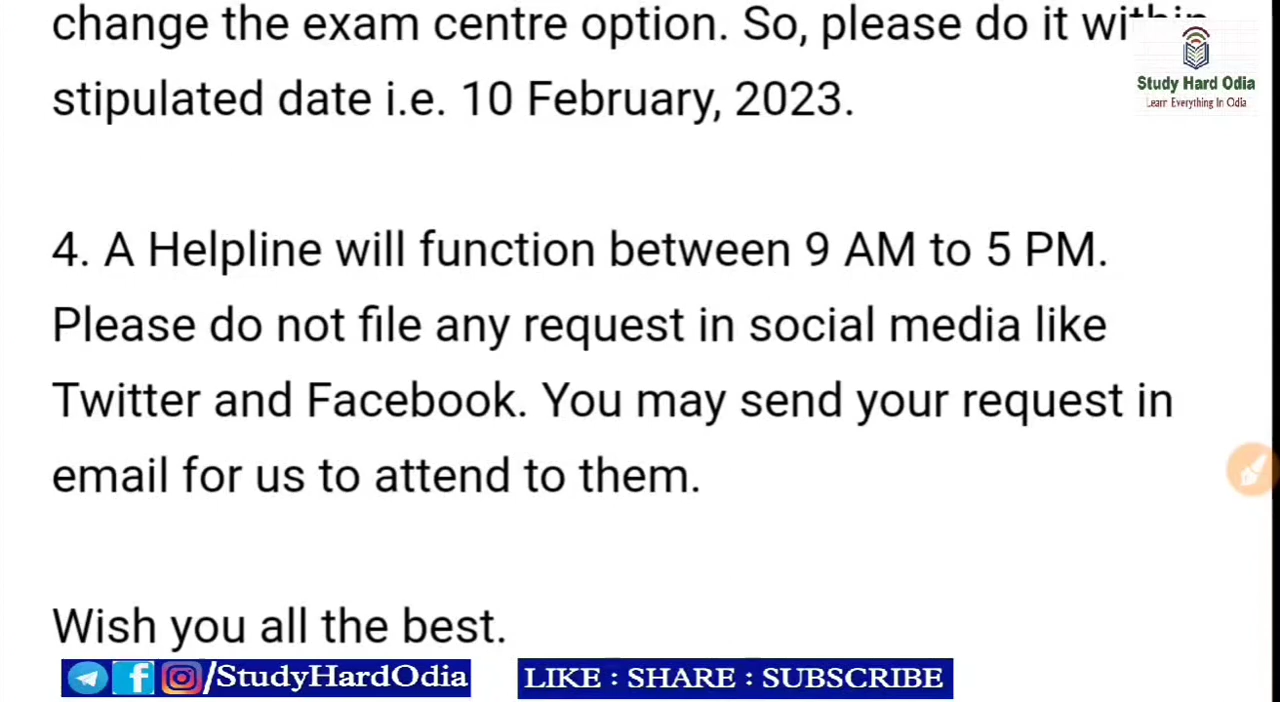 change the exam centre option. So, please do it within
stipulated date i.e. 10 February, 2023.
Study Hard Odia
Learn Everything In Odia
4. A Helpline will function between 9 AM to 5 PM.
Please do not file any request in social media like
Twitter and Facebook. You may send your request in
email for us to attend to them.
Wish you all the best.
/StudyHardOdia
LIKE : SHARE : SUBSCRIBE